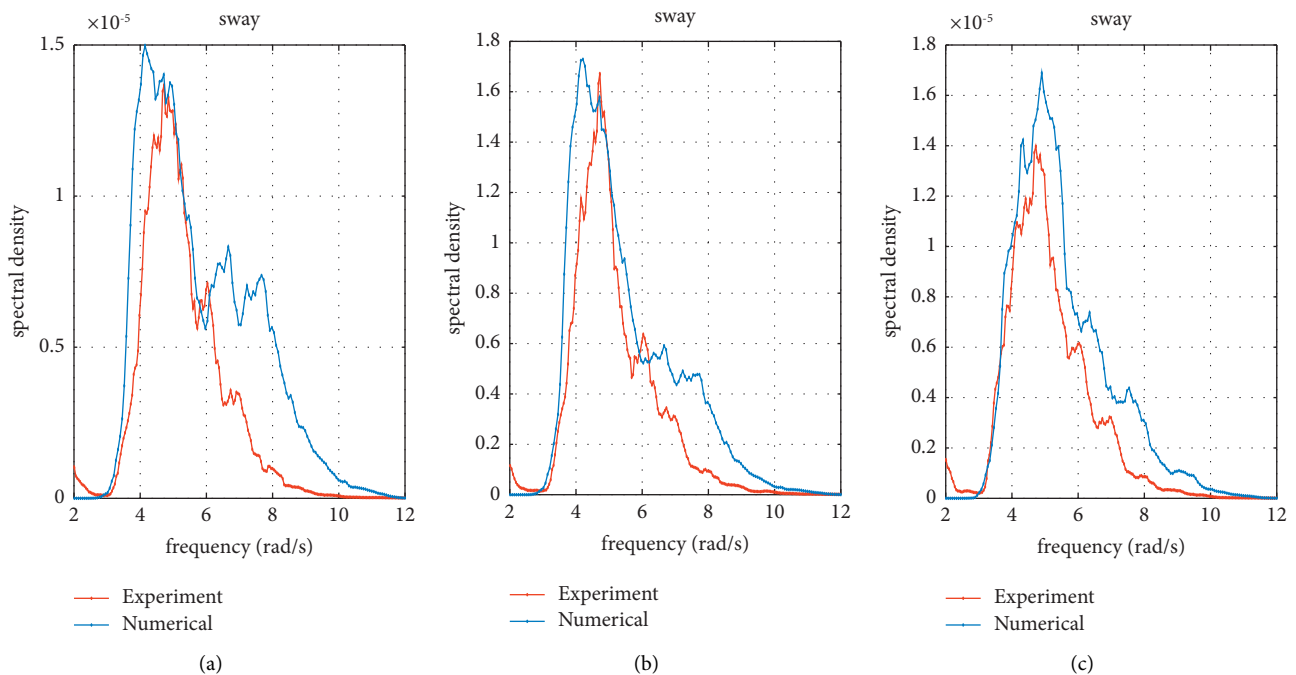 ×10⁻⁵
sway
1.5
1
0.5
0
spectral density
2 4 6 8 10 12
frequency (rad/s)
Experiment
Numerical
(a)
sway
1.8
1.6
1.4
1.2
1
0.8
0.6
0.4
0.2
0
spectral density
2 4 6 8 10 12
frequency (rad/s)
Experiment
Numerical
(b)
×10⁻⁵
sway
1.8
1.6
1.4
1.2
1
0.8
0.6
0.4
0.2
0
spectral density
2 4 6 8 10 12
frequency (rad/s)
Experiment
Numerical
(c)